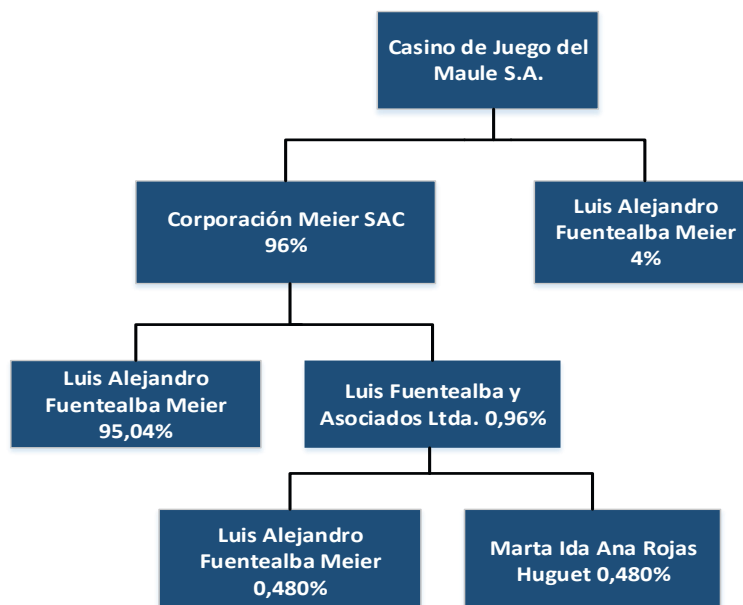 Casino de Juego del
Maule S.A.
Corporación Meier SAC
96%
Luis Alejandro
Fuentealba Meier
4%
Luis Alejandro
Fuentealba Meier
95,04%
Luis Fuentealba y
Asociados Ltda. 0,96%
Luis Alejandro
Fuentealba Meier
0,480%
Marta Ida Ana Rojas
Huguet 0,480%